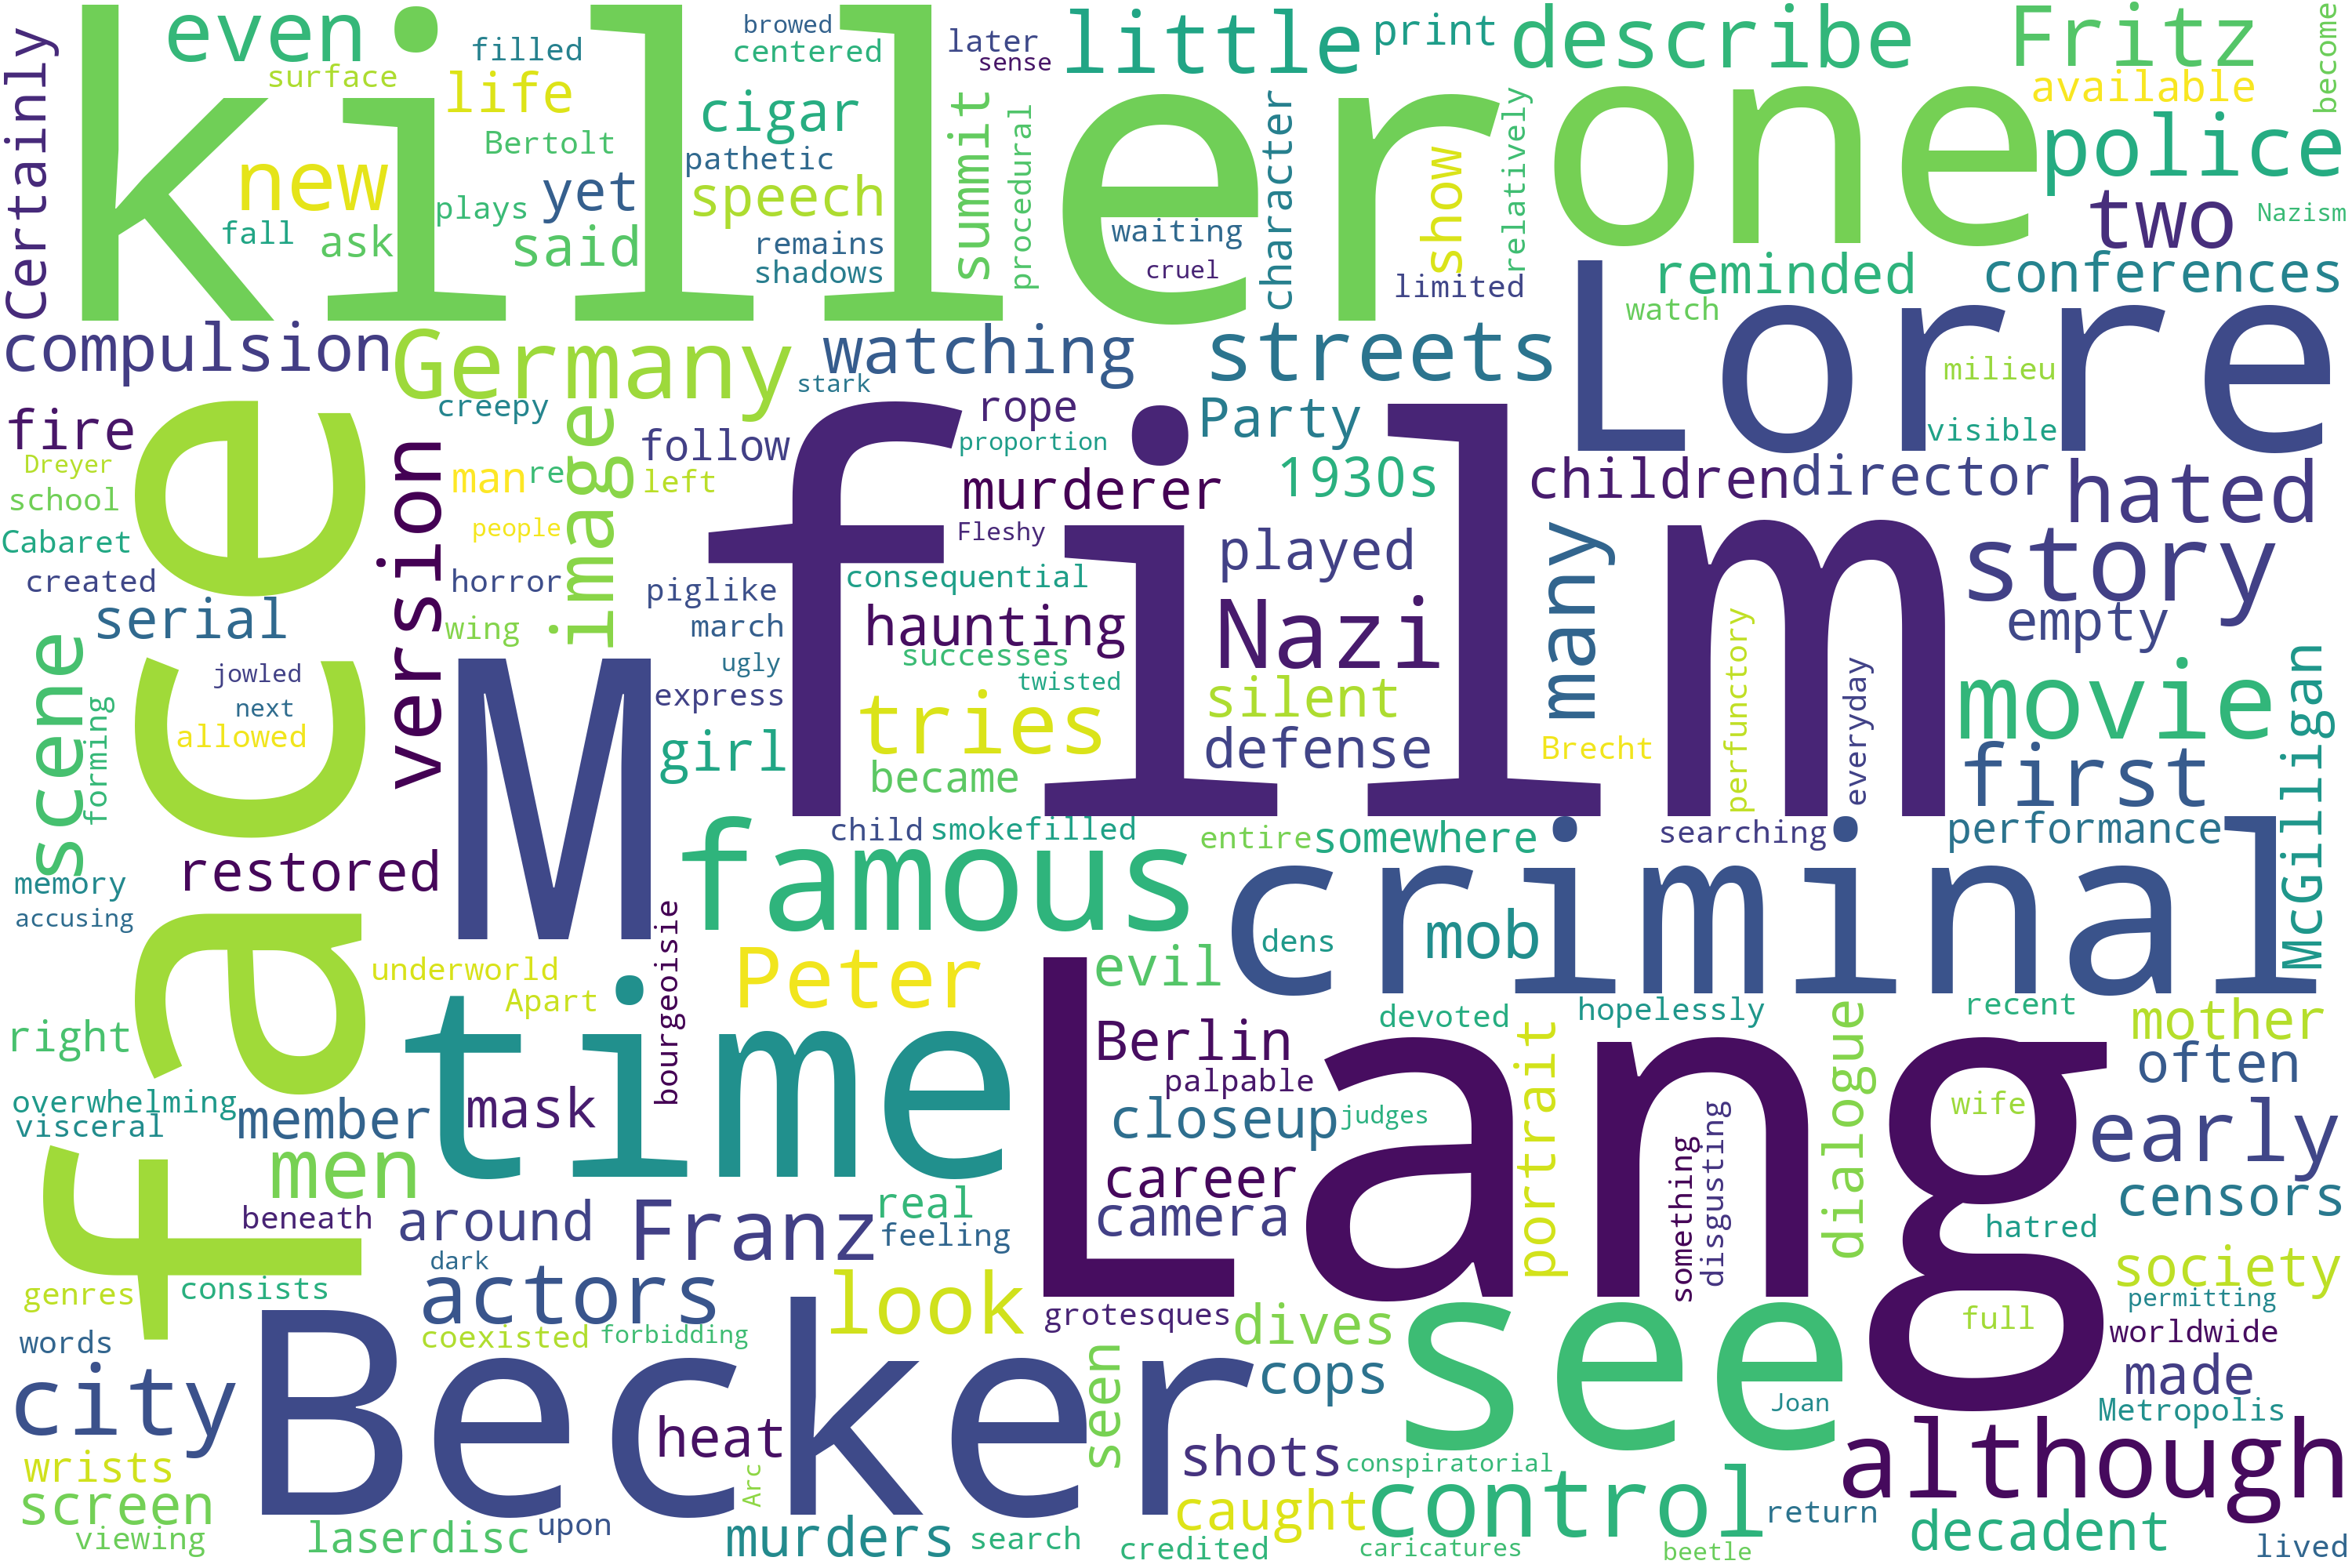 killer
one
film
Lorre
face
M
Lang
criminal
time
Becker
see
famous
although
control
even
browed
filled
centered
later
sense
little
print
describe
Fritz
available
become
Certainly
surface
life
cigar
summit
procedural
character
show
relatively
police
Bertolt
pathetic
new
yet
speech
plays
fall
ask
said
remains
shadows
waiting
cruel
limited
two
Nazism
reminded
conferences
watch
compulsion
Germany
watching
stark
streets
milieu
visible
fire
creepy
image
rope
Party
follow
proportion
Dreyer
version
man
re
left
murderer
1930s
children
director
hated
school
people
Fleshy
played
many
story
Cabaret
created
horror
consequential
piglike
serial
wing
haunting
Nazi
empty
march
successes
perfunctory
everyday
scene
jowled
ugly
twisted
express
silent
movie
McGilligan
next
allowed
forming
girl
tries
defense
Brecht
became
first
child
smokefilled
entire
somewhere
searching
performance
restored
memory
accusing
bourgeoisie
dens
mob
underworld
Apart
Peter
evil
devoted
hopelessly
recent
right
mother
Berlin
portrait
dialogue
often
overwhelming
visceral
member
mask
palpable
closeup
judges
wife
early
men
something
disgusting
career
camera
censors
beneath
around
Franz
real
feeling
hatred
dark
society
genres
consists
actors
look
grotesques
dives
full
permitting
words
coexisted
forbidding
worldwide
city
seen
cops
made
Joan
Metropolis
heat
shots
conspiratorial
wrists
Arc
screen
caught
return
decadent
viewing
laserdisc
upon
murders
search
credited
caricatures
beetle
lived